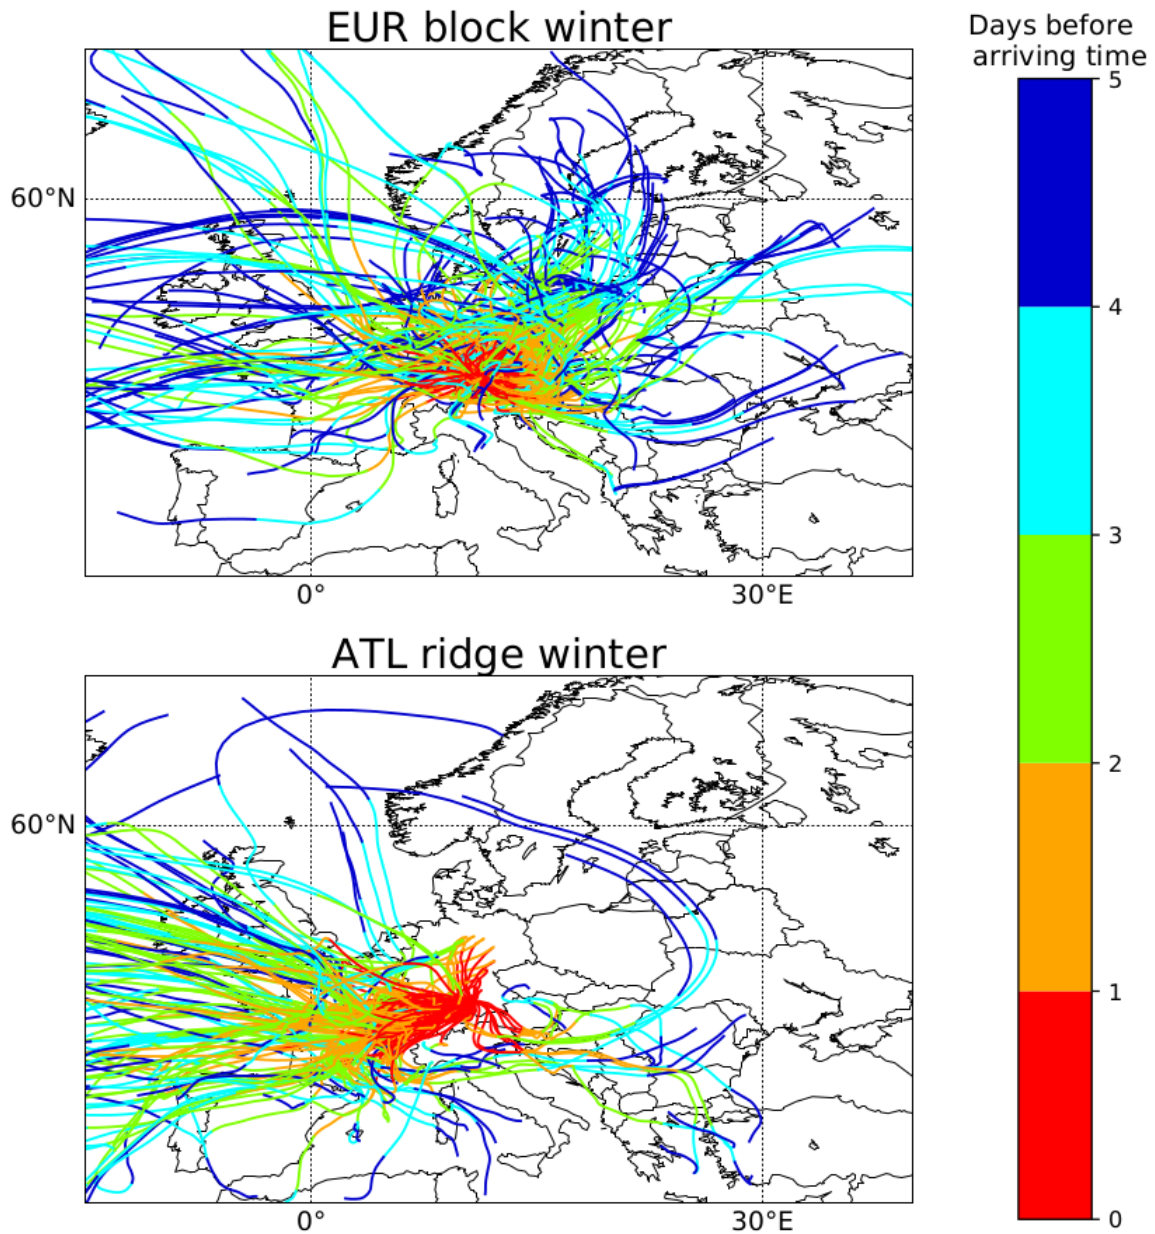 EUR block winter
Days before
arriving time
60°N
0°
30°E
5
4
3
2
1
0
ATL ridge winter
60°N
0°
30°E